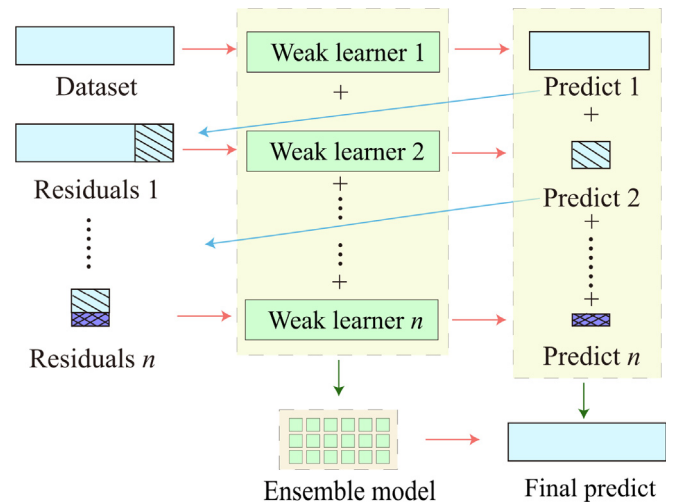 Weak learner 1
Dataset
+
Predict 1
+
Weak learner 2
Residuals 1
+
Predict 2
+
+
+
Weak learner n
Residuals n
Predict n
Ensemble model
Final predict